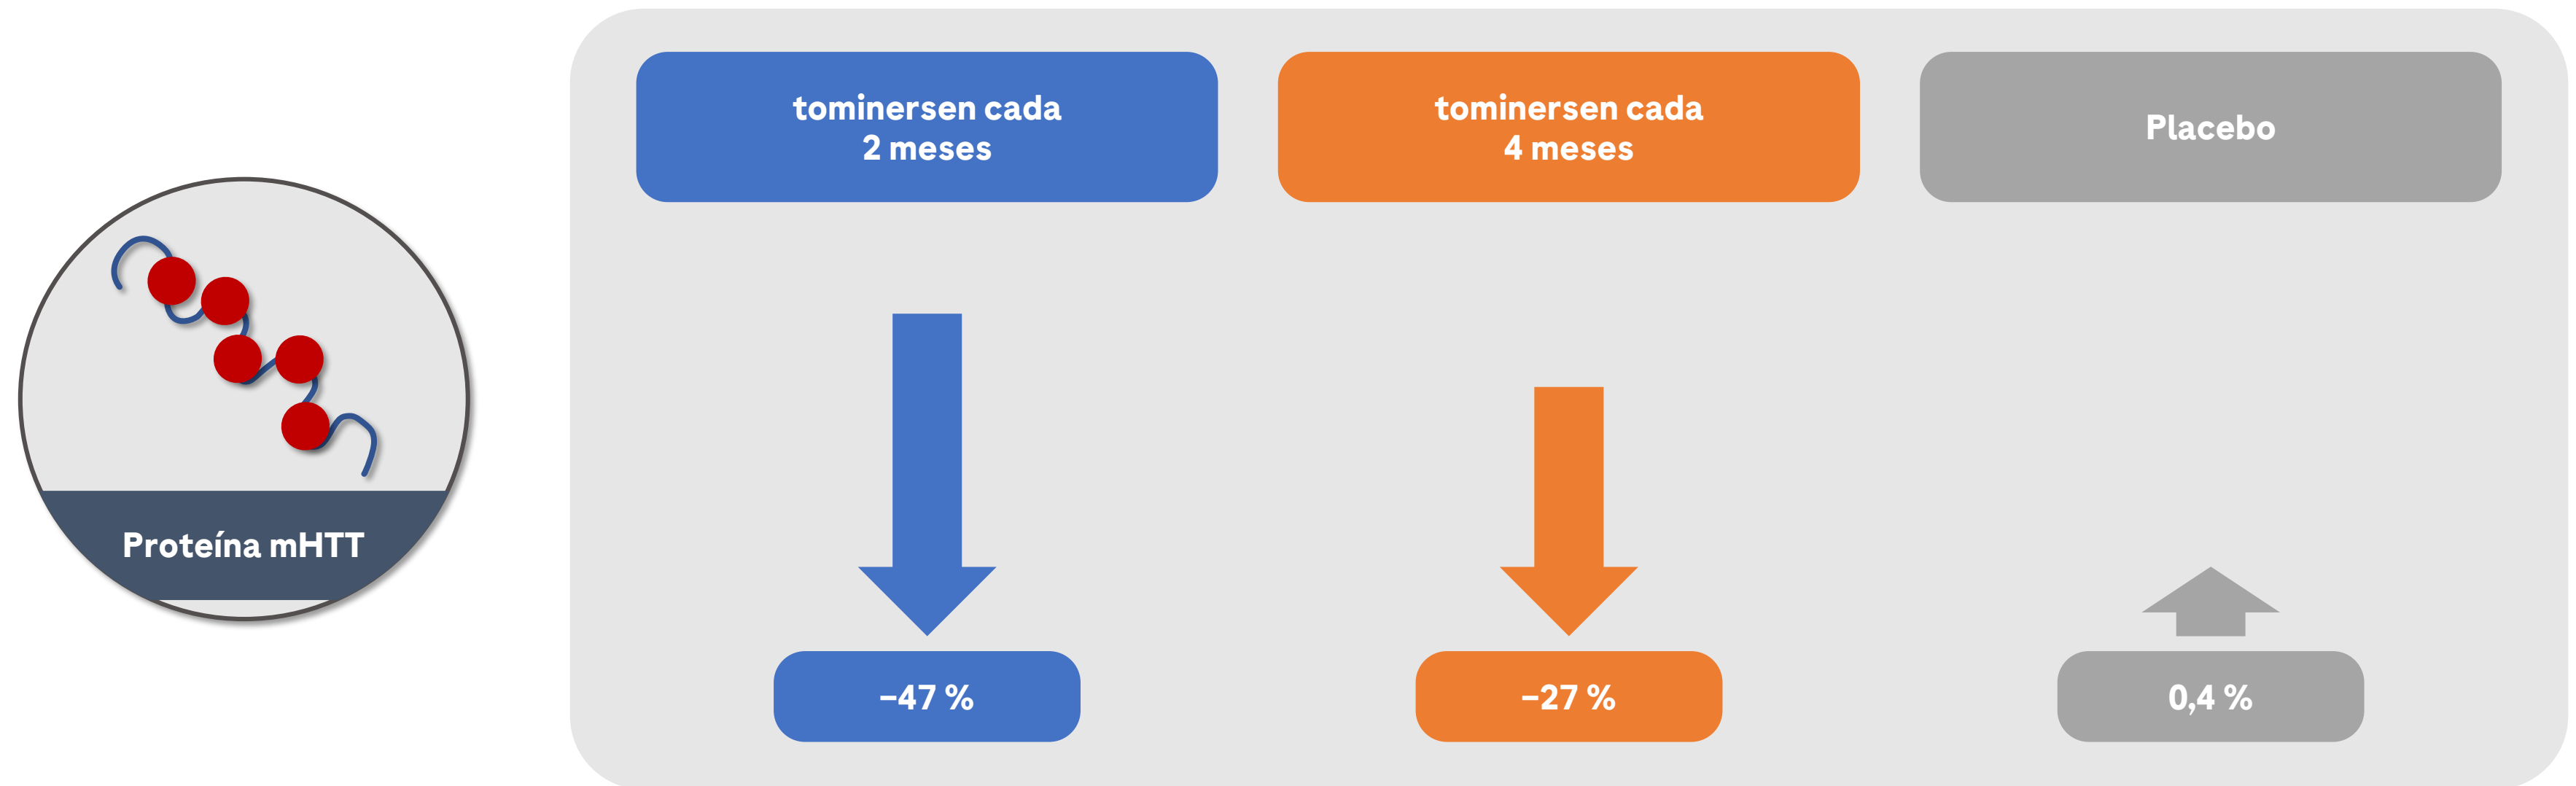 tominersen cada
2 meses
tominersen cada
4 meses
Placebo
Proteína mHTT
–47 %
–27 %
0,4 %